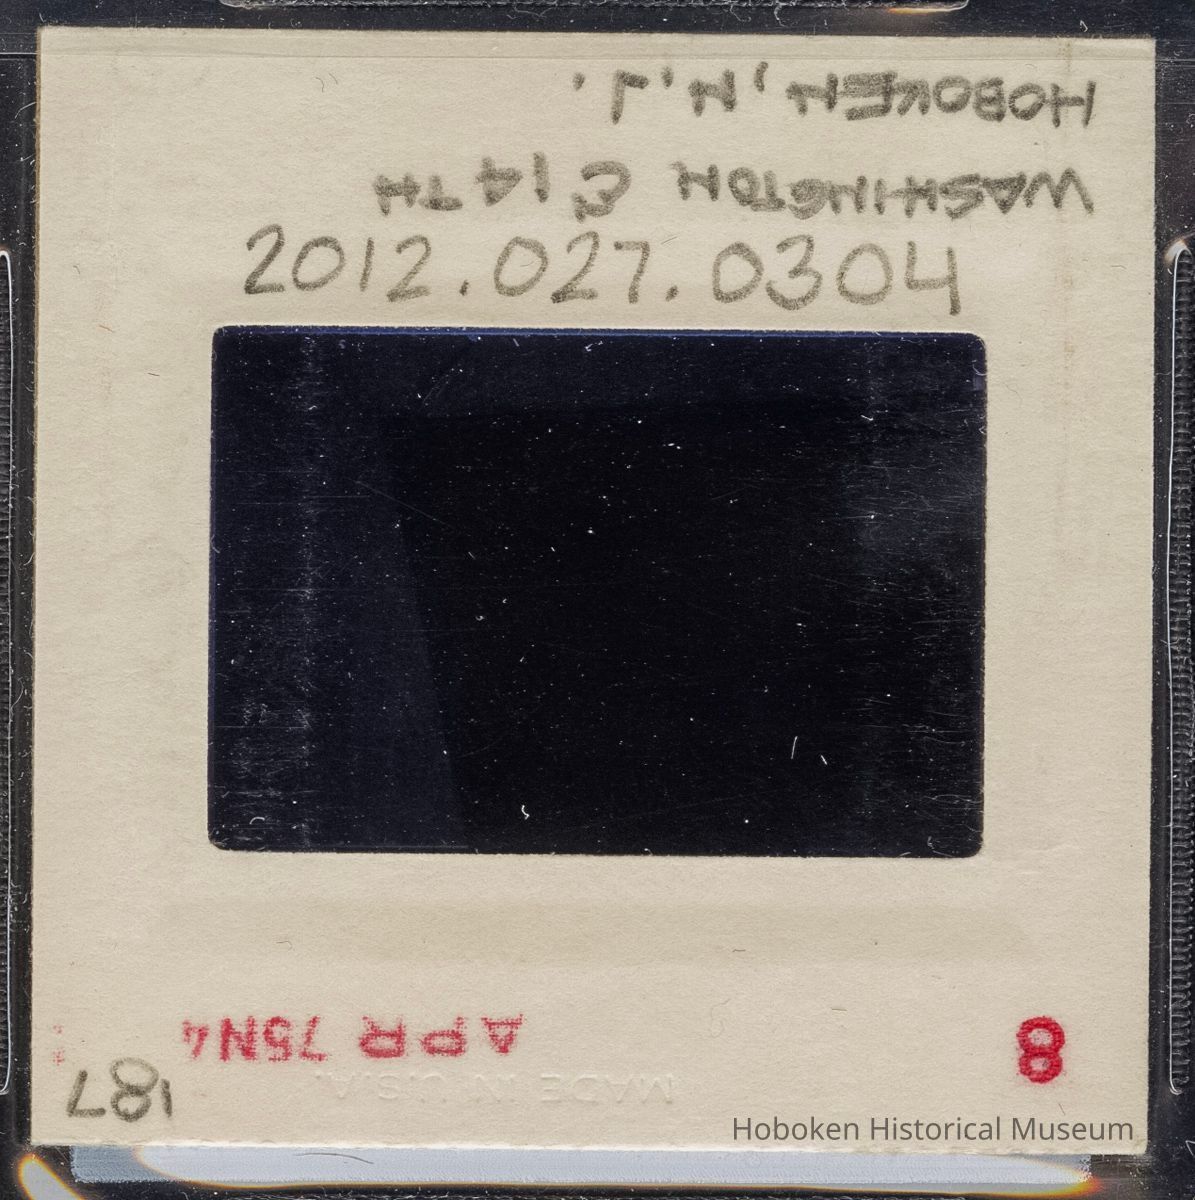 HOBOKEN, N.J.
WASHINGTON @ 14TH
2012.027.0304
APR 75N4
8
MADE IN U.S.A.
187
Hoboken Historical Museum